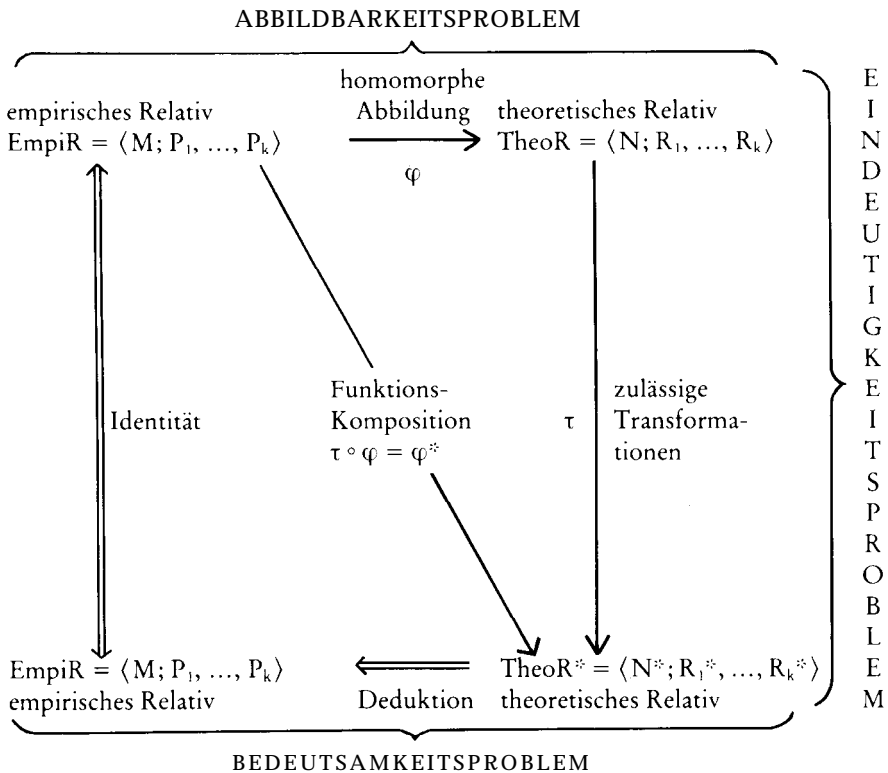 ABBILDBARKEITSPROBLEM
homomorphe
empirisches Relativ Abbildung theoretisches Relativ
EmpiR = ⟨M; P₁, ..., Pₖ⟩ TheoR = ⟨N; R₁, ..., Rₖ⟩
φ
Identität
Funktions-
Komposition
τ ∘ φ = φ*
τ
zulässige
Transforma-
tionen
EmpiR = ⟨M; P₁, ..., Pₖ⟩ TheoR* = ⟨N*; R₁*, ..., Rₖ*⟩
empirisches Relativ Deduktion theoretisches Relativ
BEDEUTSAMKEITSPROBLEM
E
I
N
D
E
U
T
I
G
K
E
I
T
S
P
R
O
B
L
E
M